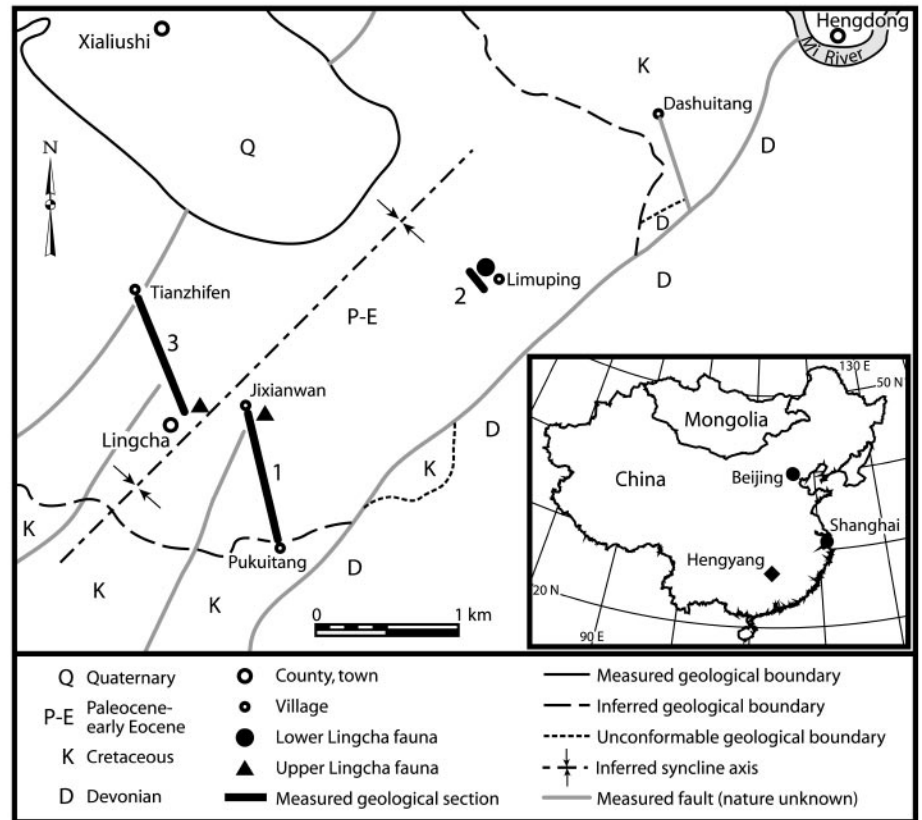 Xialiushi
Hengdong
Mi River
K
Dashuitang
D
N
Q
D
D
Tianzhifen
2
Limuping
P-E
3
Jixianwan
Lingcha
1
K
D
K
Pukuitang
D
K
K
0 1 km
130 E
50 N
Mongolia
China
Beijing
Shanghai
Hengyang
20 N
90 E
Q Quaternary
P-E Paleocene-
early Eocene
K Cretaceous
D Devonian
County, town
Village
Lower Lingcha fauna
Upper Lingcha fauna
Measured geological section
Measured geological boundary
Inferred geological boundary
Unconformable geological boundary
Inferred syncline axis
Measured fault (nature unknown)